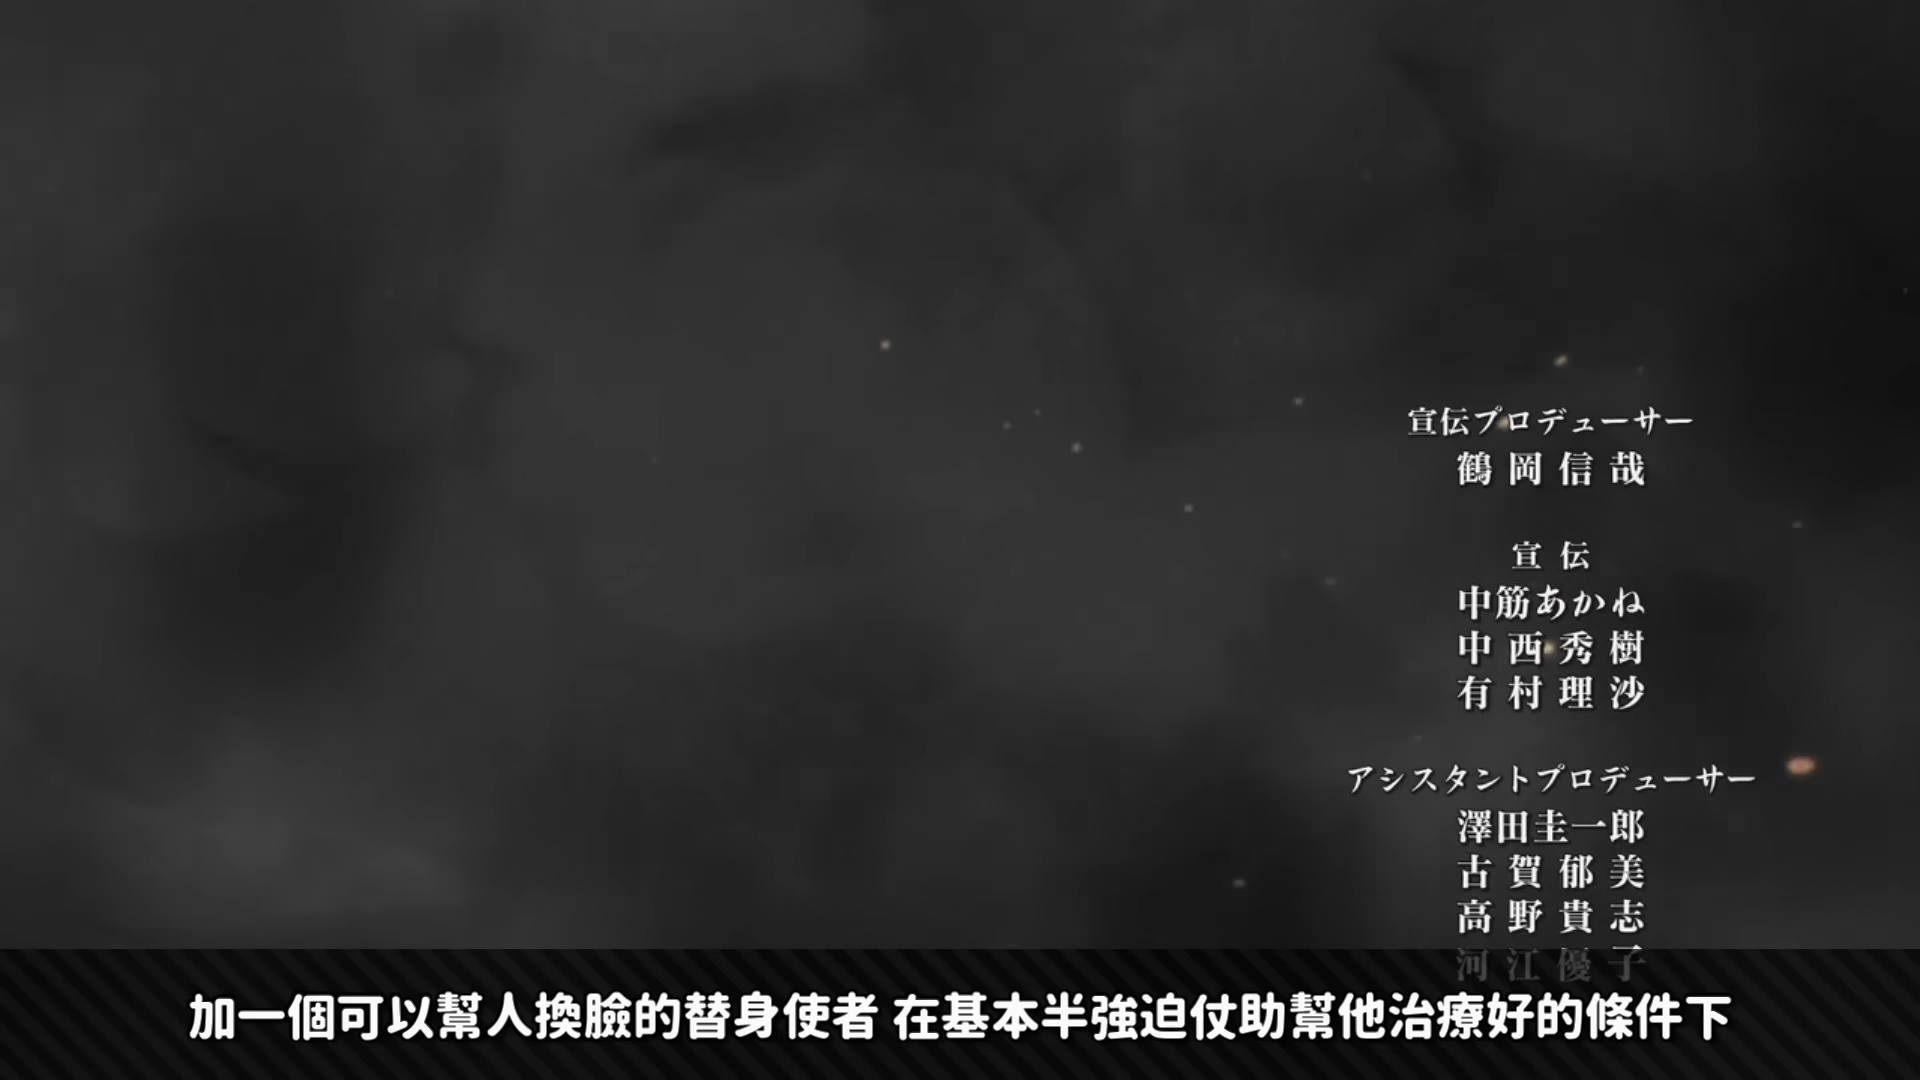 宣伝プロデューサー
鶴岡信哉
宣伝
中筋あかね
中西秀樹
有村理沙
アシスタントプロデューサー
澤田圭一郎
古賀郁美
高野貴志
河江優子
加一個可以幫人換臉的替身使者 在基本半強迫仗助幫他治療好的條件下